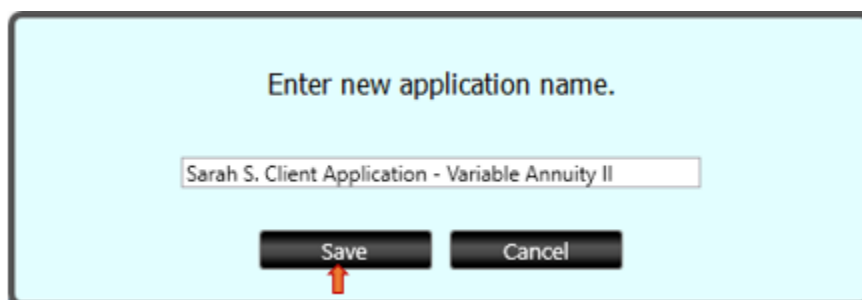 Enter new application name.
Sarah S. Client Application - Variable Annuity II
Save Cancel